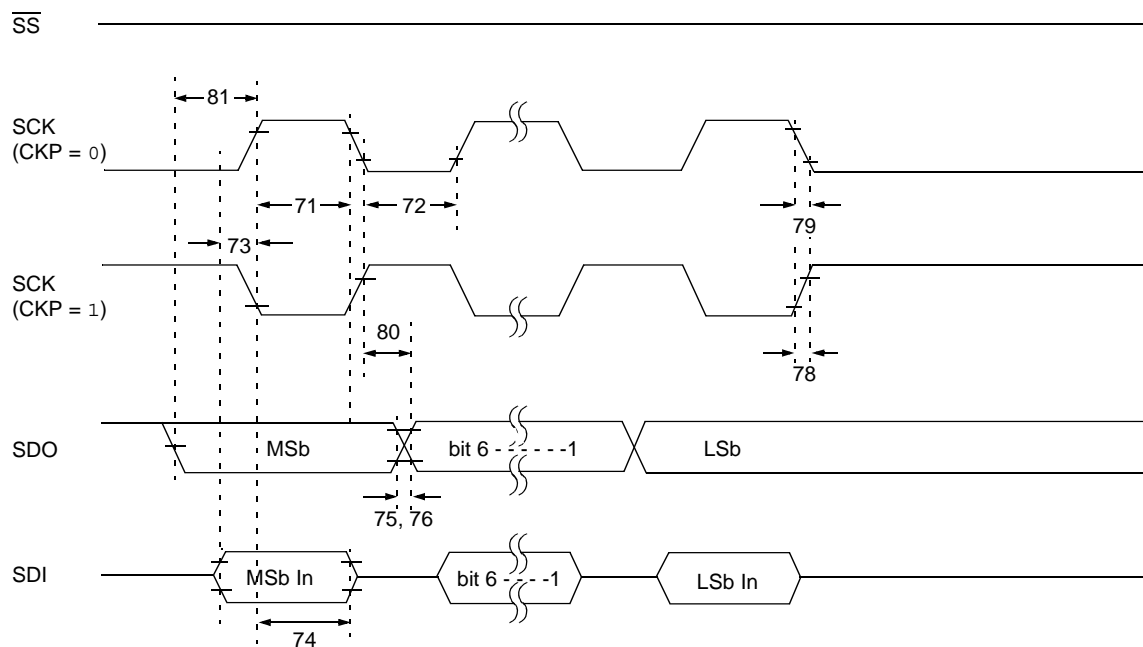 SS
81
SCK
(CKP = 0)
71
72
73
79
SCK
(CKP = 1)
80
78
SDO
MSb
bit 6 - - - - - -1
LSb
75, 76
SDI
MSb In
bit 6 - - - - -1
LSb In
74